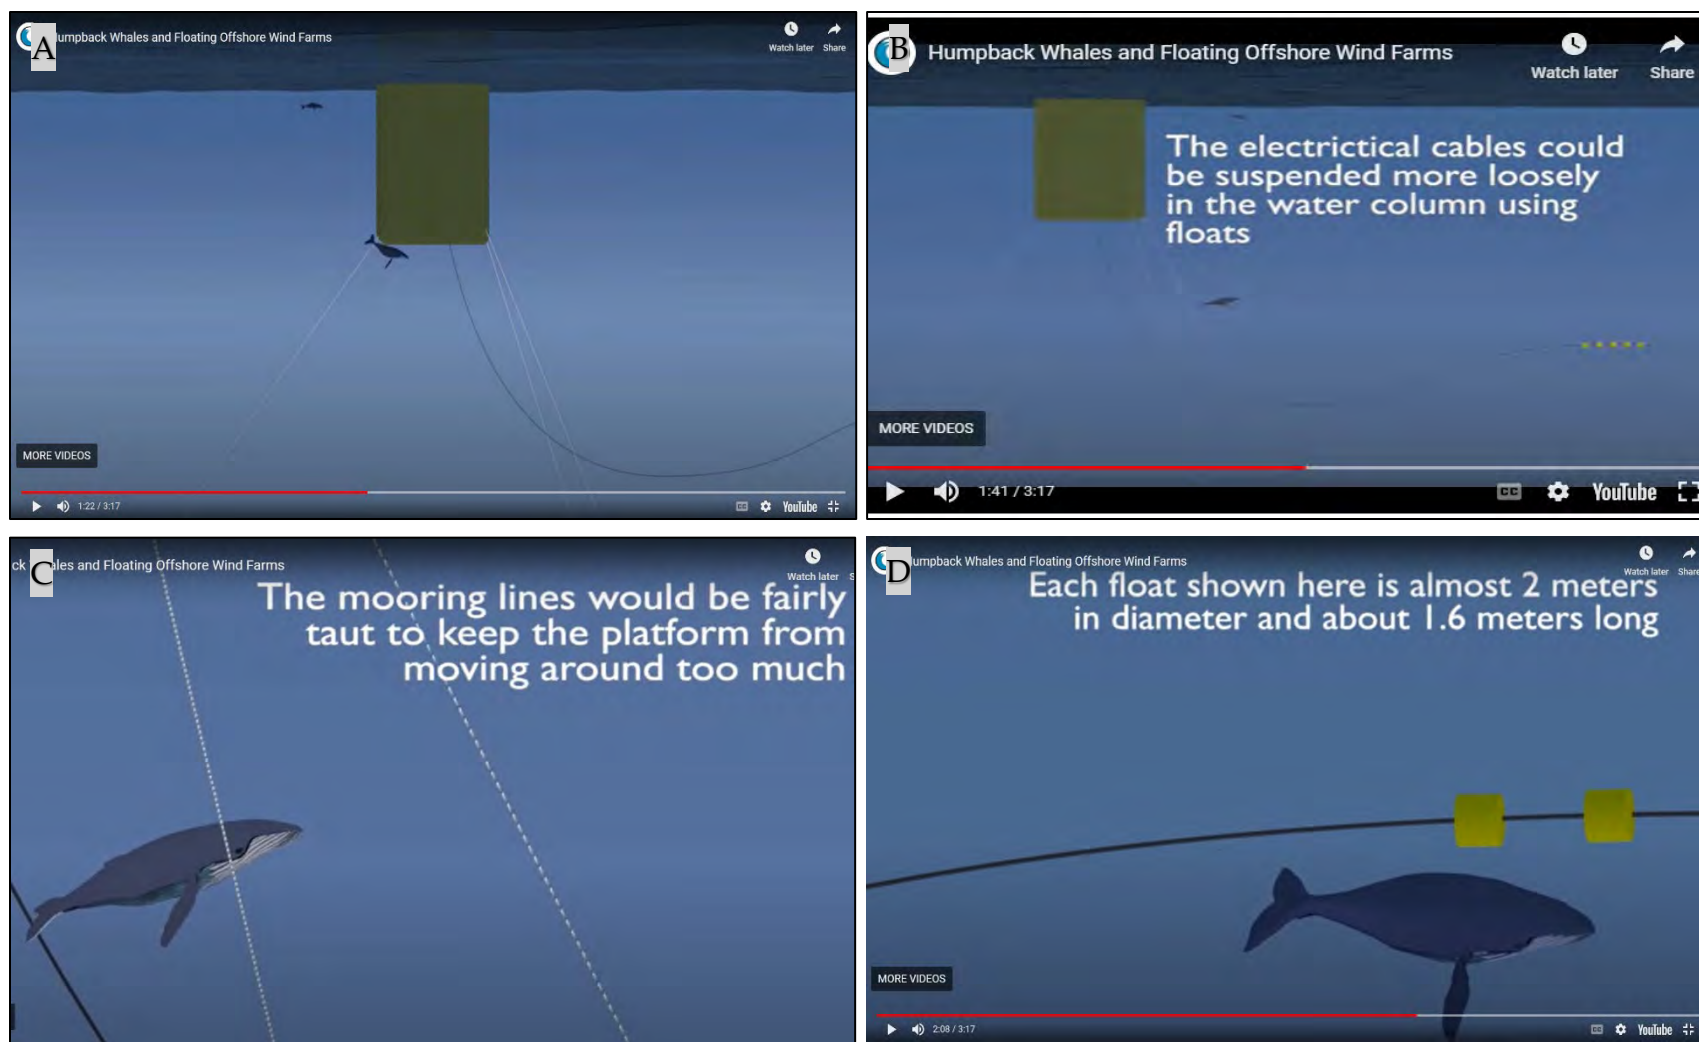 A
umpback Whales and Floating Offshore Wind Farms
Watch later
Share
MORE VIDEOS
1:22 / 3:17
CC
YouTube
B
Humpback Whales and Floating Offshore Wind Farms
Watch later
Share
The electrictical cables could
be suspended more loosely
in the water column using
floats
MORE VIDEOS
1:41 / 3:17
CC
YouTube
C
ck
ales and Floating Offshore Wind Farms
Watch later
S
The mooring lines would be fairly
taut to keep the platform from
moving around too much
D
umpback Whales and Floating Offshore Wind Farms
Watch later
Share
Each float shown here is almost 2 meters
in diameter and about 1.6 meters long
MORE VIDEOS
2:08 / 3:17
CC
YouTube